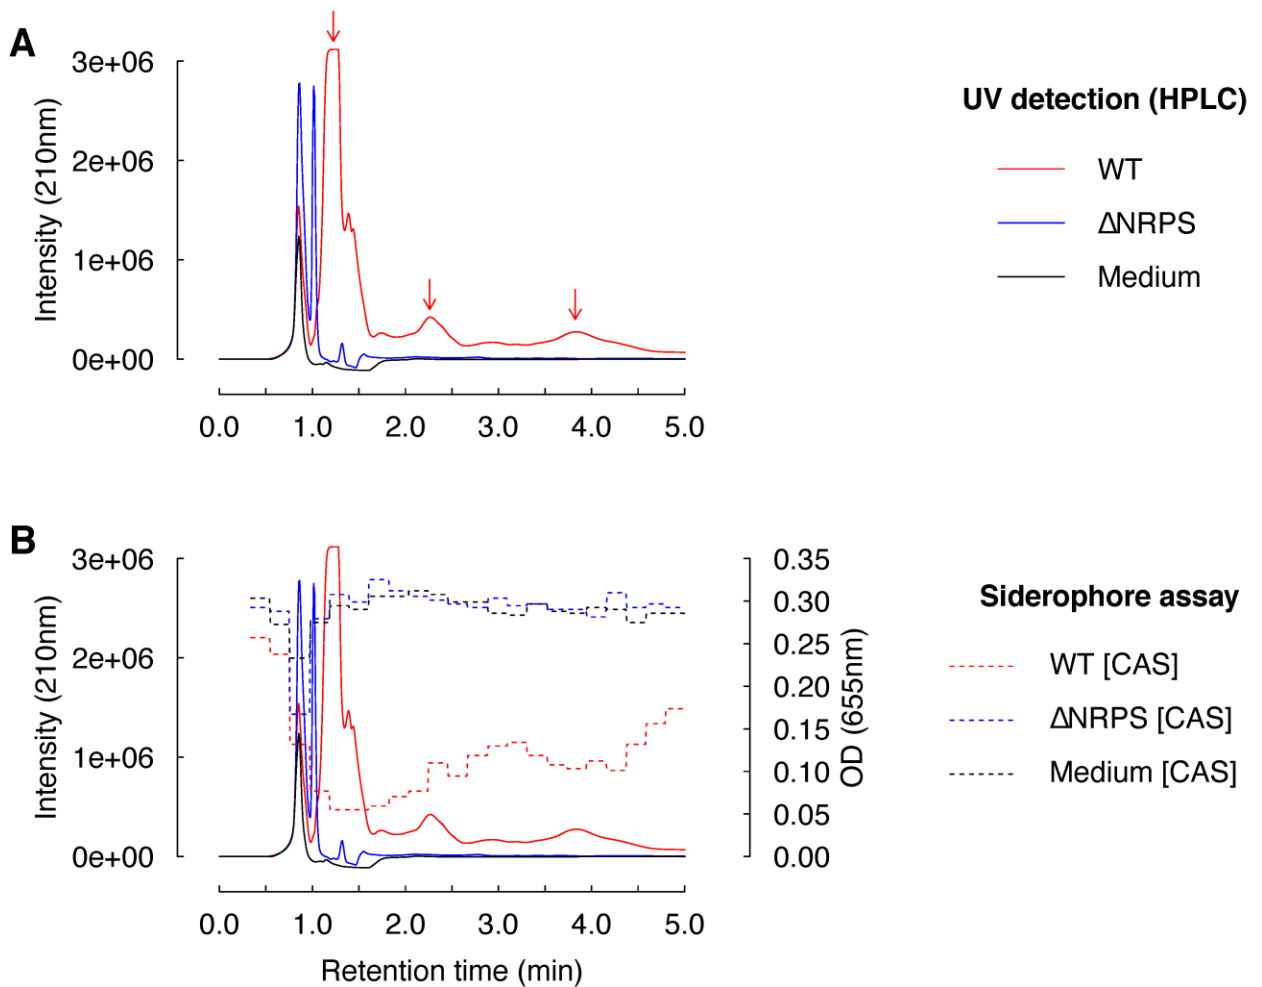 A
Intensity (210nm)
3e+06
2e+06
1e+06
0e+00
0.0 1.0 2.0 3.0 4.0 5.0
UV detection (HPLC)
WT
ΔNRPS
Medium
B
Intensity (210nm)
3e+06
2e+06
1e+06
0e+00
0.0 1.0 2.0 3.0 4.0 5.0
Retention time (min)
0.35
0.30
0.25
0.20
0.15
0.10
0.05
0.00
OD (655nm)
Siderophore assay
WT [CAS]
ΔNRPS [CAS]
Medium [CAS]